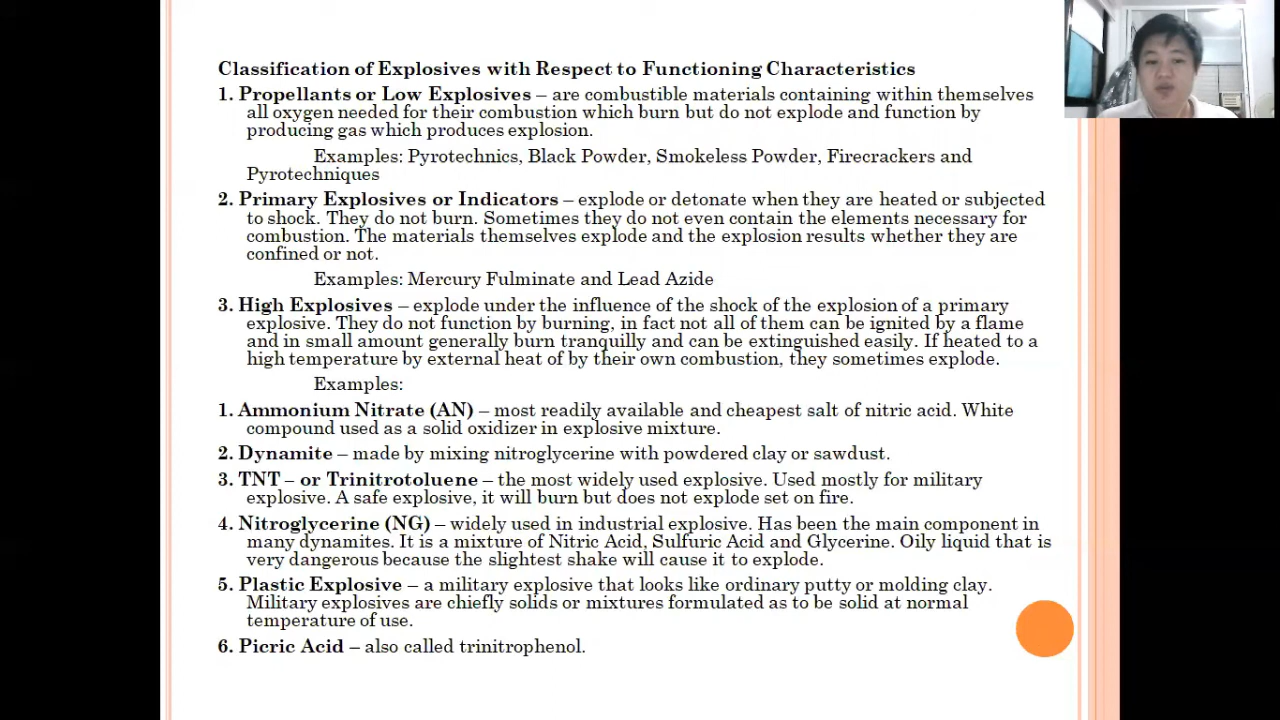 Classification of Explosives with Respect to Functioning Characteristics
1. Propellants or Low Explosives – are combustible materials containing within themselves
all oxygen needed for their combustion which burn but do not explode and function by
producing gas which produces explosion.
Examples: Pyrotechnics, Black Powder, Smokeless Powder, Firecrackers and
Pyrotechniques
2. Primary Explosives or Indicators – explode or detonate when they are heated or subjected
to shock. They do not burn. Sometimes they do not even contain the elements necessary for
combustion. The materials themselves explode and the explosion results whether they are
confined or not.
Examples: Mercury Fulminate and Lead Azide
3. High Explosives – explode under the influence of the shock of the explosion of a primary
explosive. They do not function by burning, in fact not all of them can be ignited by a flame
and in small amount generally burn tranquilly and can be extinguished easily. If heated to a
high temperature by external heat of by their own combustion, they sometimes explode.
Examples:
1. Ammonium Nitrate (AN) – most readily available and cheapest salt of nitric acid. White
compound used as a solid oxidizer in explosive mixture.
2. Dynamite – made by mixing nitroglycerine with powdered clay or sawdust.
3. TNT – or Trinitrotoluene – the most widely used explosive. Used mostly for military
explosive. A safe explosive, it will burn but does not explode set on fire.
4. Nitroglycerine (NG) – widely used in industrial explosive. Has been the main component in
many dynamites. It is a mixture of Nitric Acid, Sulfuric Acid and Glycerine. Oily liquid that is
very dangerous because the slightest shake will cause it to explode.
5. Plastic Explosive – a military explosive that looks like ordinary putty or molding clay.
Military explosives are chiefly solids or mixtures formulated as to be solid at normal
temperature of use.
6. Picric Acid – also called trinitrophenol.